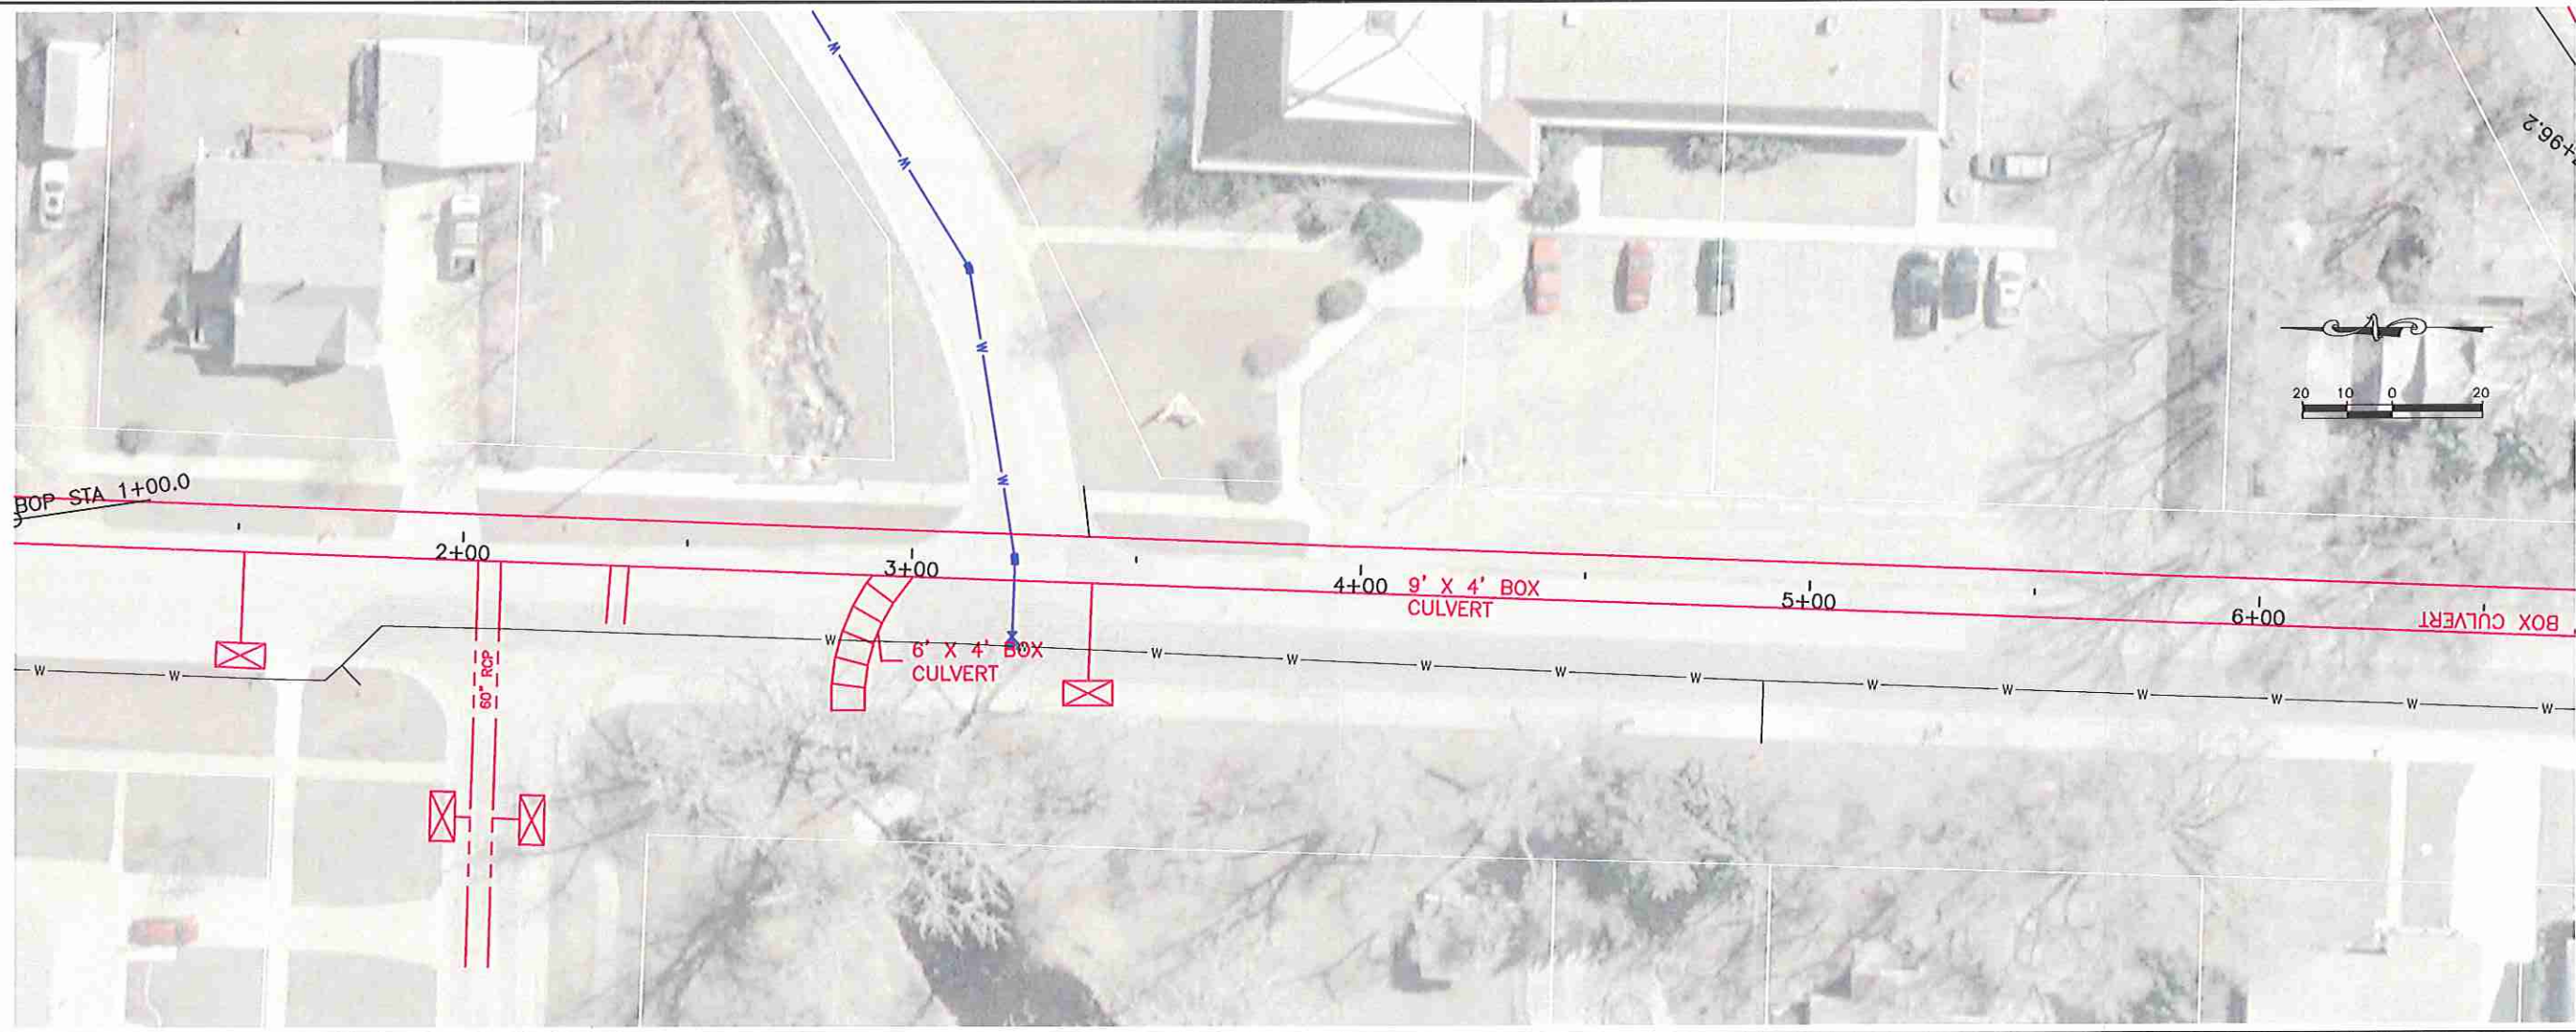 +96.2
20 10 0 20
BOP STA 1+00.0
2+00
3+00
4+00
9' X 4' BOX
CULVERT
5+00
6+00
BOX CULVERT
W
W
W
W
W
6' X 4' BOX
CULVERT
60" RCP
W W W W W W W W W W W W W W